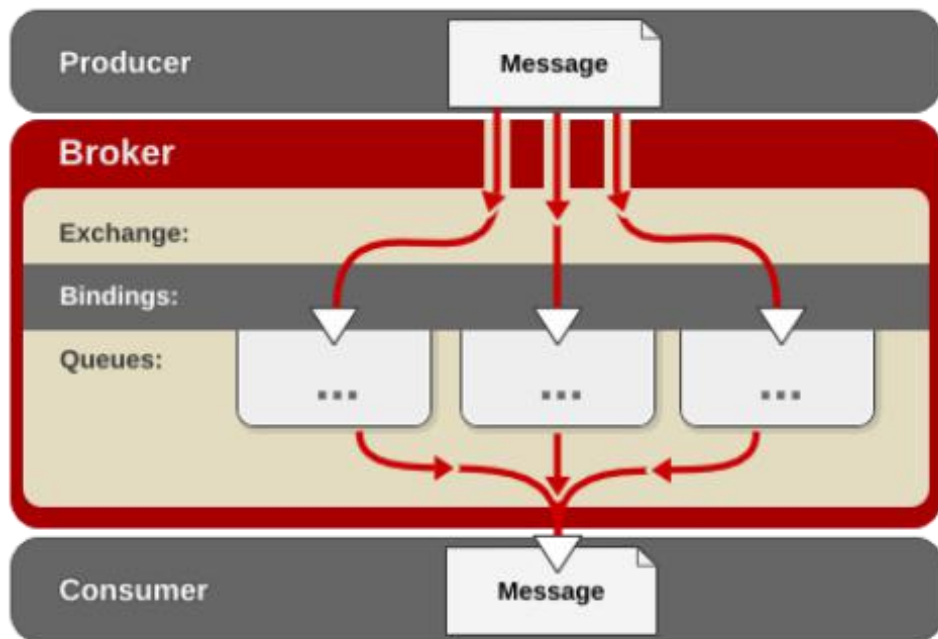 Producer
Message
Broker
Exchange:
Bindings:
Queues:
... ... ...
Consumer
Message